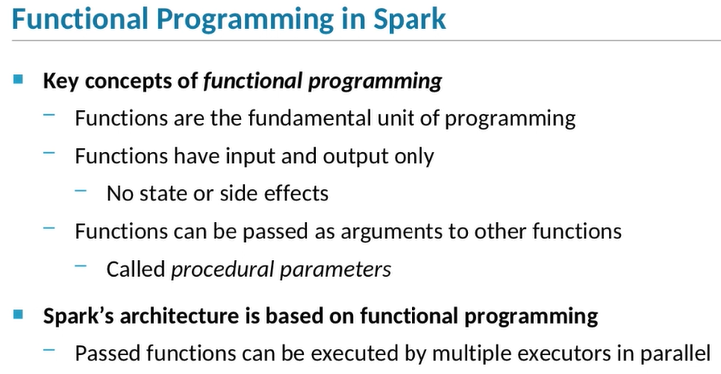 Functional Programming in Spark
Key concepts of functional programming
Functions are the fundamental unit of programming
Functions have input and output only
No state or side effects
Functions can be passed as arguments to other functions
Called procedural parameters
Spark’s architecture is based on functional programming
Passed functions can be executed by multiple executors in parallel